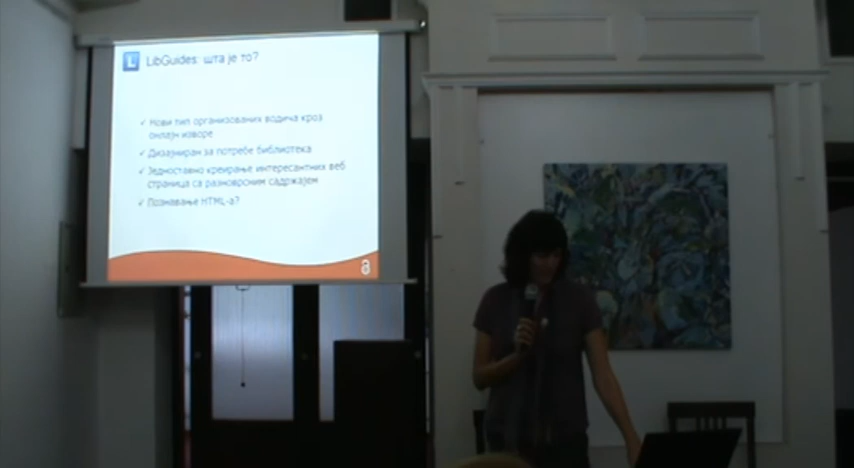 L LibGuides: шта је то?
✓ Нови тип организованих водича кроз
онлајн изворе
✓ Дизајниран за потребе библиотека
✓ Једноставно креирање интересантних веб
страница са разноврсним садржајем
✓ Познавање HTML-а?